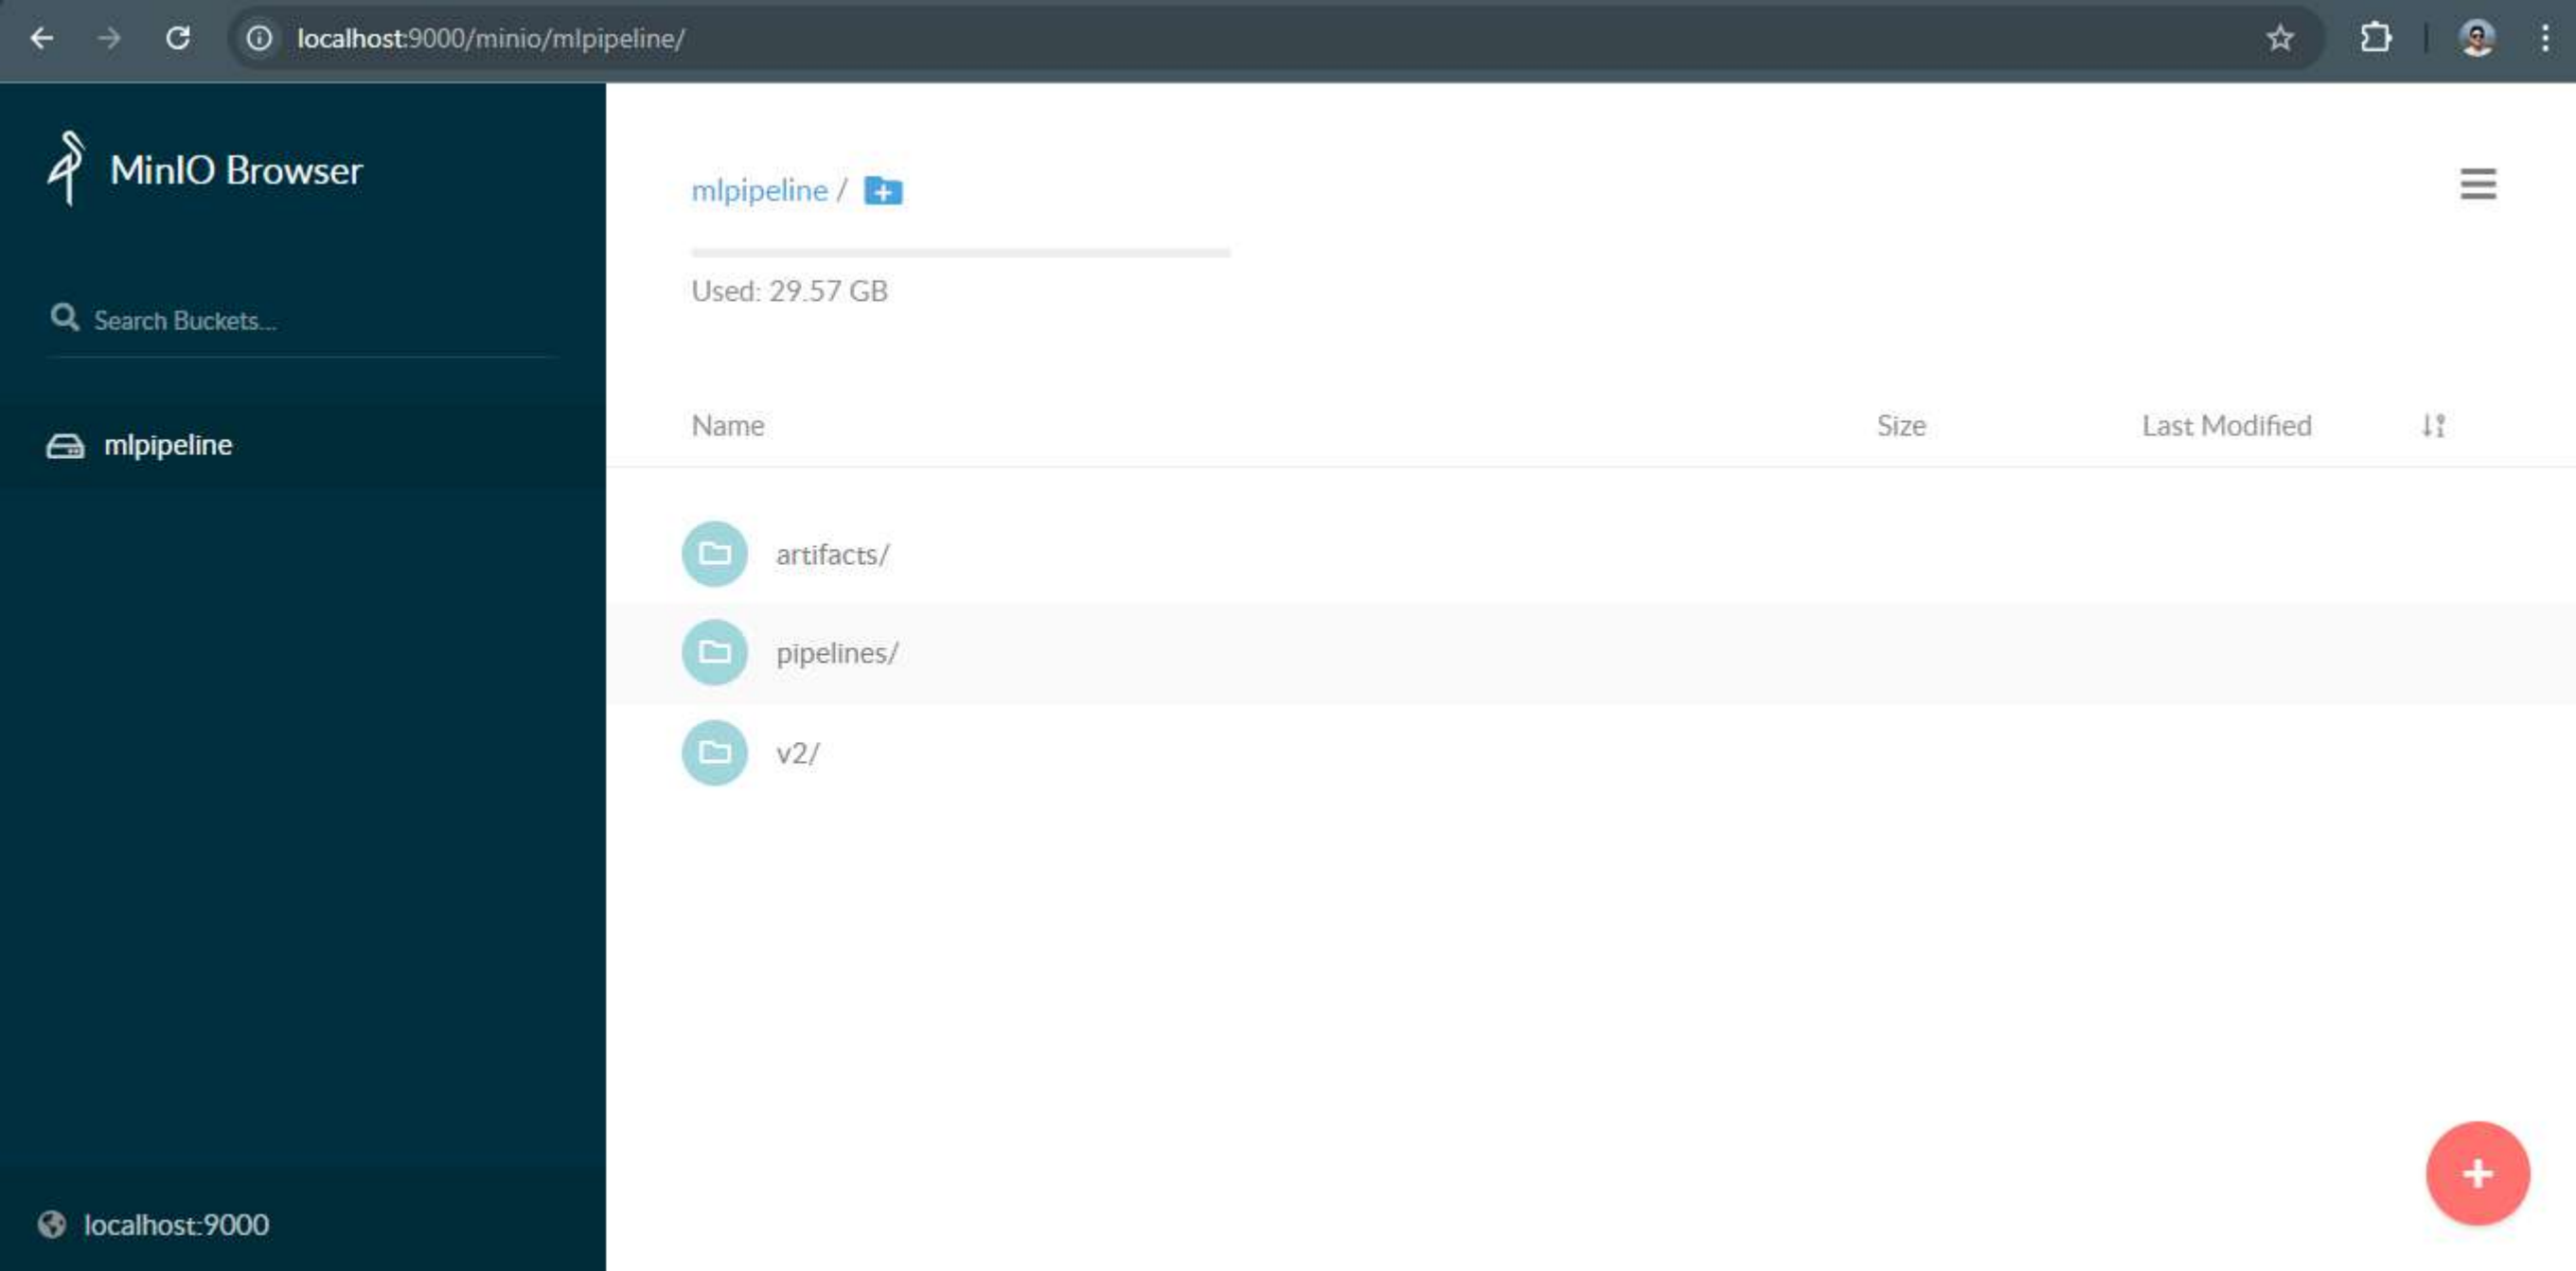 localhost:9000/minio/mlpipeline/
MinIO Browser
Search Buckets...
mlpipeline
localhost:9000
mlpipeline /
Used: 29.57 GB
Name Size Last Modified
artifacts/
pipelines/
v2/